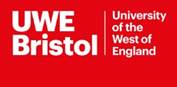 UWE
Bristol
University
of the
West of
England